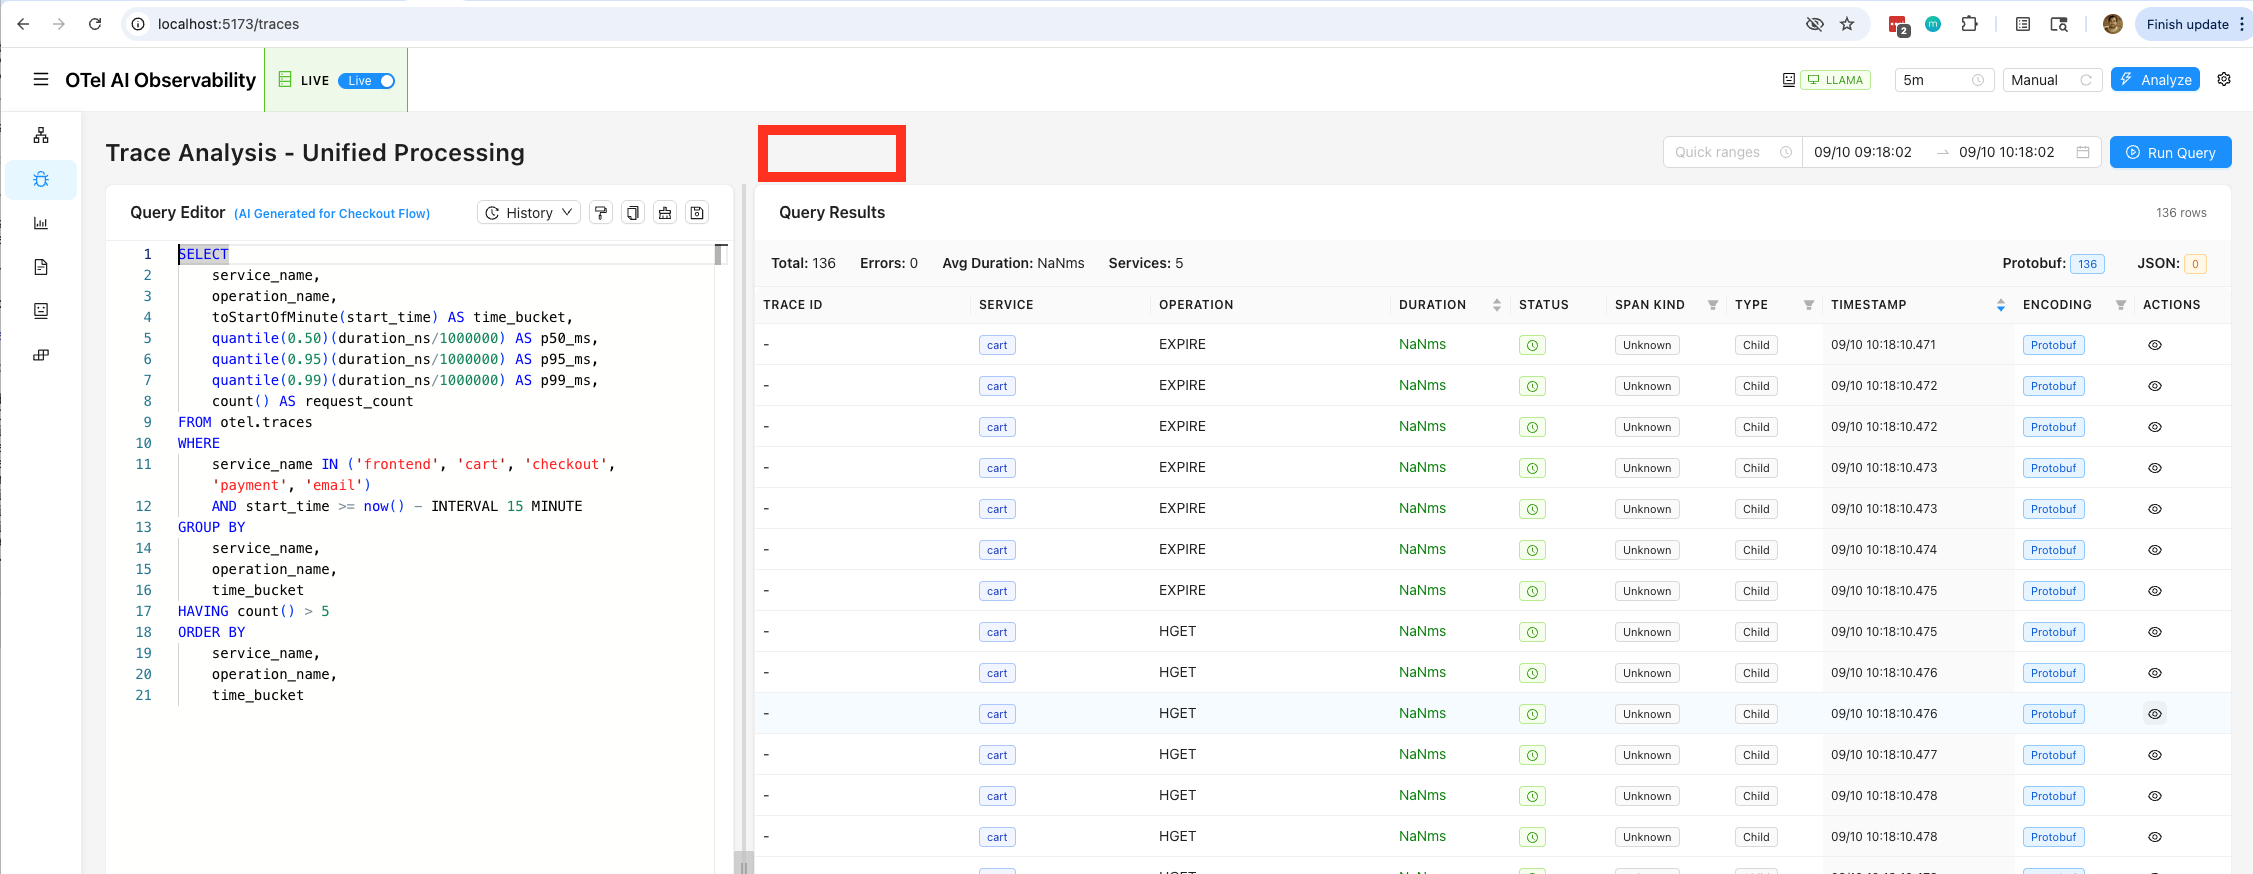 localhost:5173/traces
2
m
Finish update
OTel AI Observability
LIVE
Live
LLAMA
5m
Manual
Analyze
Trace Analysis - Unified Processing
Quick ranges
09/10 09:18:02
09/10 10:18:02
Run Query
Query Editor (AI Generated for Checkout Flow)
History
1 SELECT
2 service_name,
3 operation_name,
4 toStartOfMinute(start_time) AS time_bucket,
5 quantile(0.50)(duration_ns/1000000) AS p50_ms,
6 quantile(0.95)(duration_ns/1000000) AS p95_ms,
7 quantile(0.99)(duration_ns/1000000) AS p99_ms,
8 count() AS request_count
9 FROM otel.traces
10 WHERE
11 service_name IN ('frontend', 'cart', 'checkout',
'payment', 'email')
12 AND start_time >= now() - INTERVAL 15 MINUTE
13 GROUP BY
14 service_name,
15 operation_name,
16 time_bucket
17 HAVING count() > 5
18 ORDER BY
19 service_name,
20 operation_name,
21 time_bucket
Query Results
136 rows
Total: 136 Errors: 0 Avg Duration: NaNms Services: 5 Protobuf: 136 JSON: 0
TRACE ID SERVICE OPERATION DURATION STATUS SPAN KIND TYPE TIMESTAMP ENCODING ACTIONS
- cart EXPIRE NaNms Unknown Child 09/10 10:18:10.471 Protobuf
- cart EXPIRE NaNms Unknown Child 09/10 10:18:10.472 Protobuf
- cart EXPIRE NaNms Unknown Child 09/10 10:18:10.472 Protobuf
- cart EXPIRE NaNms Unknown Child 09/10 10:18:10.473 Protobuf
- cart EXPIRE NaNms Unknown Child 09/10 10:18:10.473 Protobuf
- cart EXPIRE NaNms Unknown Child 09/10 10:18:10.474 Protobuf
- cart EXPIRE NaNms Unknown Child 09/10 10:18:10.475 Protobuf
- cart HGET NaNms Unknown Child 09/10 10:18:10.475 Protobuf
- cart HGET NaNms Unknown Child 09/10 10:18:10.476 Protobuf
- cart HGET NaNms Unknown Child 09/10 10:18:10.476 Protobuf
- cart HGET NaNms Unknown Child 09/10 10:18:10.477 Protobuf
- cart HGET NaNms Unknown Child 09/10 10:18:10.478 Protobuf
- cart HGET NaNms Unknown Child 09/10 10:18:10.478 Protobuf